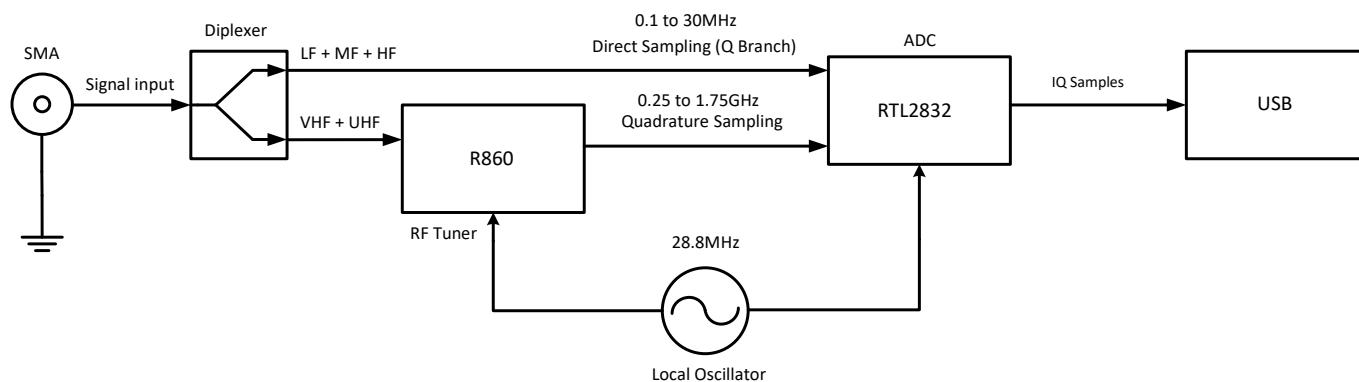 0.1 to 30MHz
Diplexer
Direct Sampling (Q Branch)
ADC
SMA
LF + MF + HF
Signal input
0.25 to 1.75GHz
IQ Samples
RTL2832
USB
VHF + UHF
Quadrature Sampling
R860
RF Tuner
28.8MHz
Local Oscillator